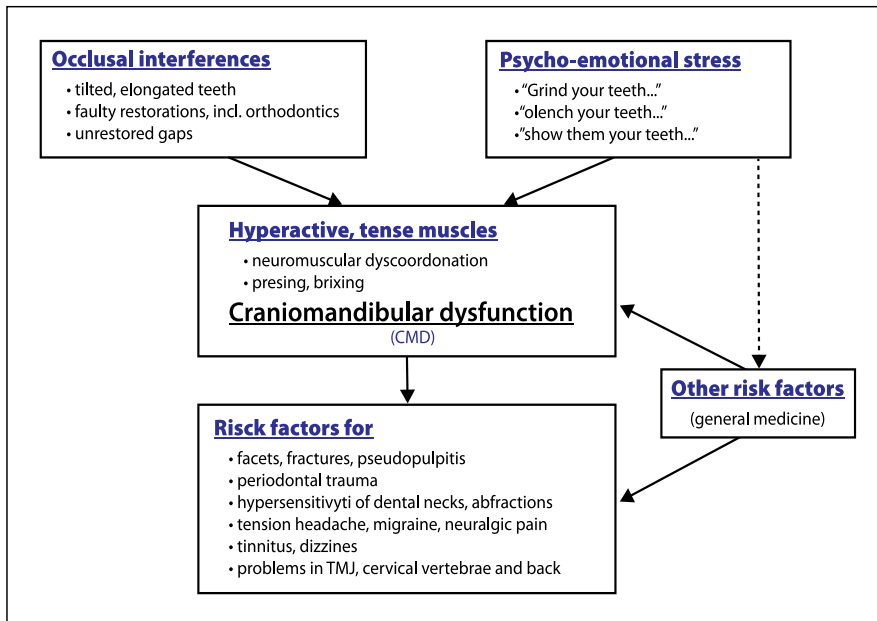 Occlusal interferences
• tilted, elongated teeth
• faulty restorations, incl. orthodontics
• unrestored gaps
Psycho-emotional stress
• “Grind your teeth...”
• “olench your teeth...”
• ”show them your teeth...”
Hyperactive, tense muscles
• neuromuscular dyscoordonation
• presing, brixing
Craniomandibular dysfunction
(CMD)
Other risk factors
(general medicine)
Risck factors for
• facets, fractures, pseudopulpitis
• periodontal trauma
• hypersensitivyti of dental necks, abfractions
• tension headache, migraine, neuralgic pain
• tinnitus, dizzines
• problems in TMJ, cervical vertebrae and back